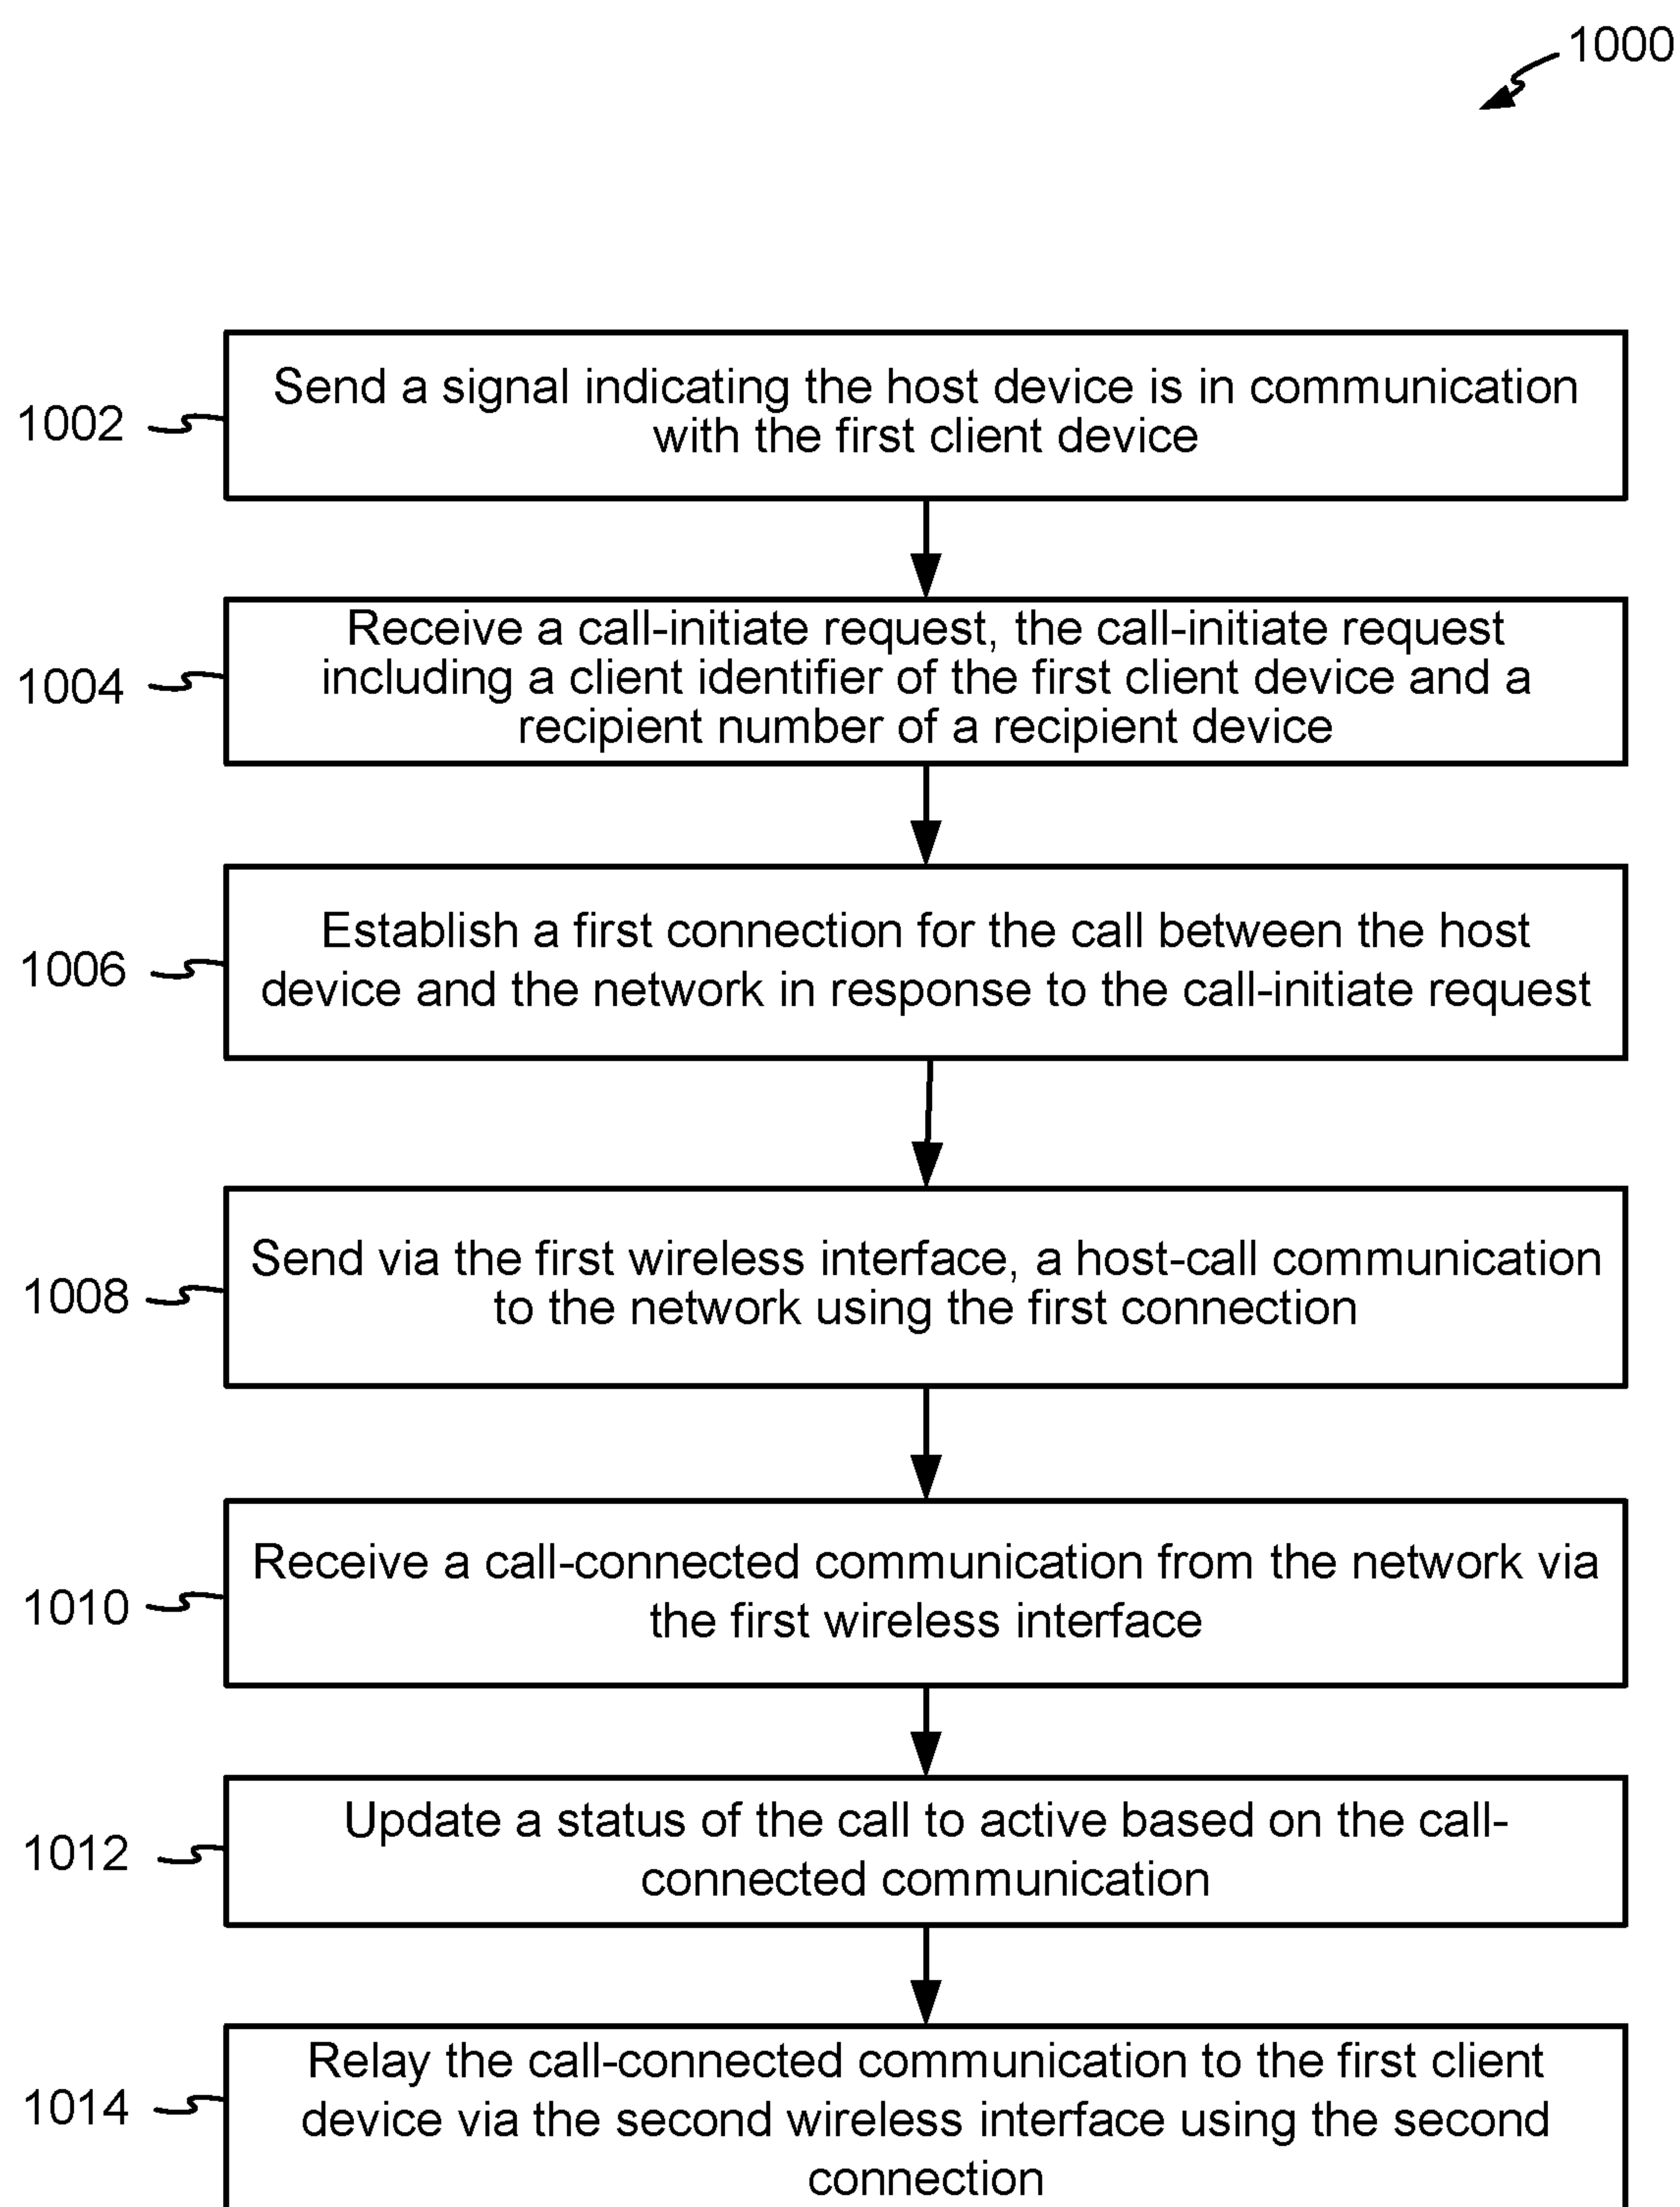 1000
1002
Send a signal indicating the host device is in communication
with the first client device
1004
Receive a call-initiate request, the call-initiate request
including a client identifier of the first client device and a
recipient number of a recipient device
1006
Establish a first connection for the call between the host
device and the network in response to the call-initiate request
1008
Send via the first wireless interface, a host-call communication
to the network using the first connection
1010
Receive a call-connected communication from the network via
the first wireless interface
1012
Update a status of the call to active based on the call-
connected communication
1014
Relay the call-connected communication to the first client
device via the second wireless interface using the second
connection